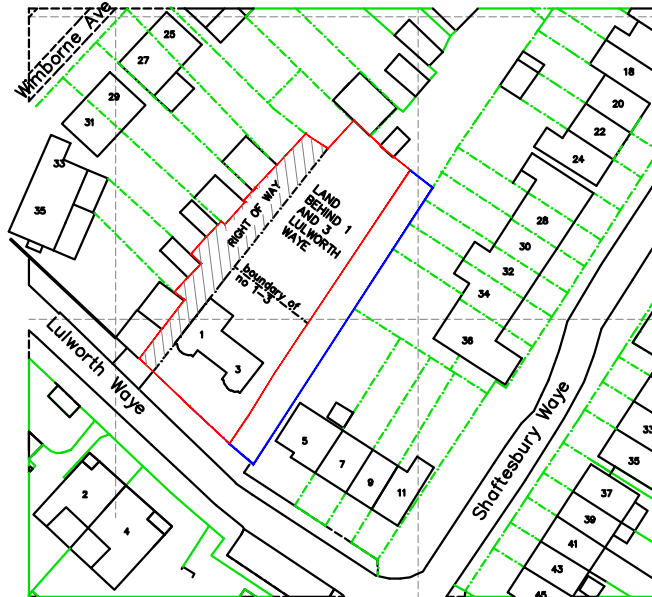 Wimborne Ave
25
27
29
31
33
35
18
20
22
24
28
30
32
34
36
RIGHT OF WAY
LAND
BEHIND 1
AND 3
LULWORTH
WAYE
boundary of
no 1-3
1
3
Lulworth Waye
5
7
9
11
2
4
Shaftesbury Waye
33
35
37
39
41
43
45